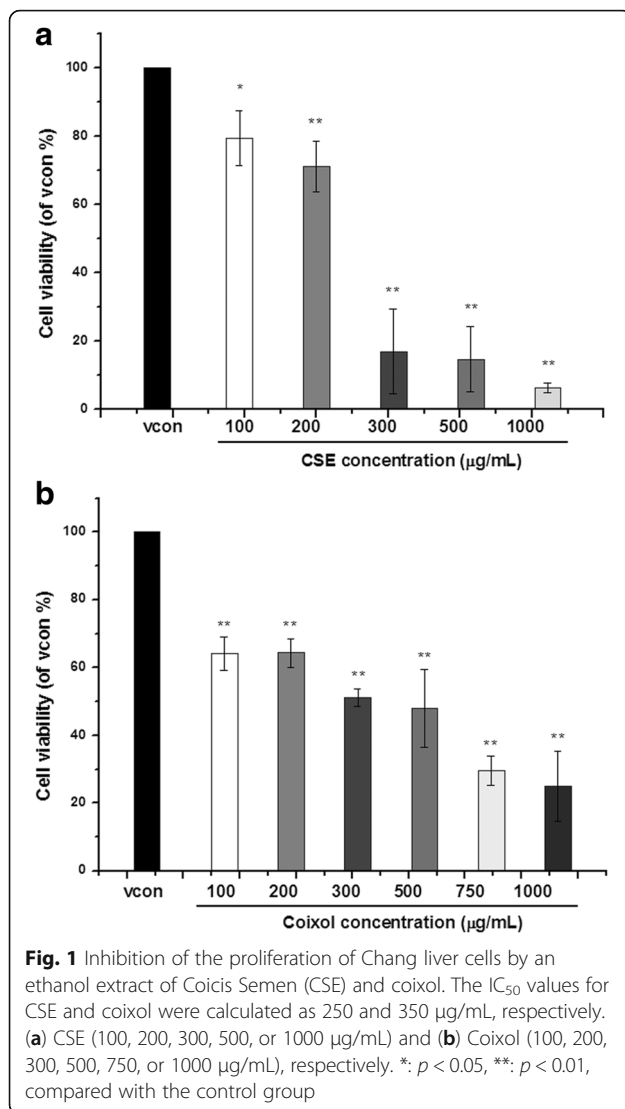 a
Cell viability (of vcon %)
100
80
60
40
20
0
*
**
**
**
**
vcon 100 200 300 500 1000
CSE concentration (µg/mL)
b
Cell viability (of vcon %)
100
80
60
40
20
0
**
**
**
**
**
**
vcon 100 200 300 500 750 1000
Coixol concentration (µg/mL)
Fig. 1 Inhibition of the proliferation of Chang liver cells by an
ethanol extract of Coicis Semen (CSE) and coixol. The IC₅₀ values for
CSE and coixol were calculated as 250 and 350 µg/mL, respectively.
(a) CSE (100, 200, 300, 500, or 1000 µg/mL) and (b) Coixol (100, 200,
300, 500, 750, or 1000 µg/mL), respectively. *: p < 0.05, **: p < 0.01,
compared with the control group